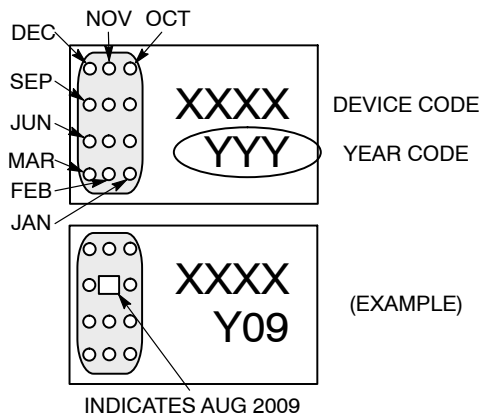 NOV OCT
DEC
SEP
JUN
MAR
FEB
JAN
XXXX
YYY
DEVICE CODE
YEAR CODE
XXXX
Y09
(EXAMPLE)
INDICATES AUG 2009